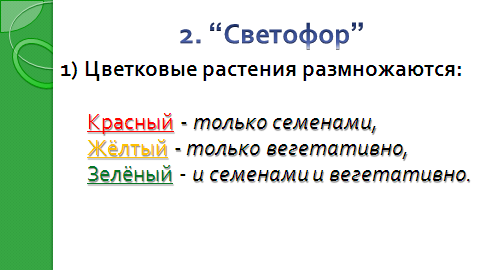 2. “Светофор”
1) Цветковые растения размножаются:
Красный - только семенами,
Жёлтый - только вегетативно,
Зелёный - и семенами и вегетативно.